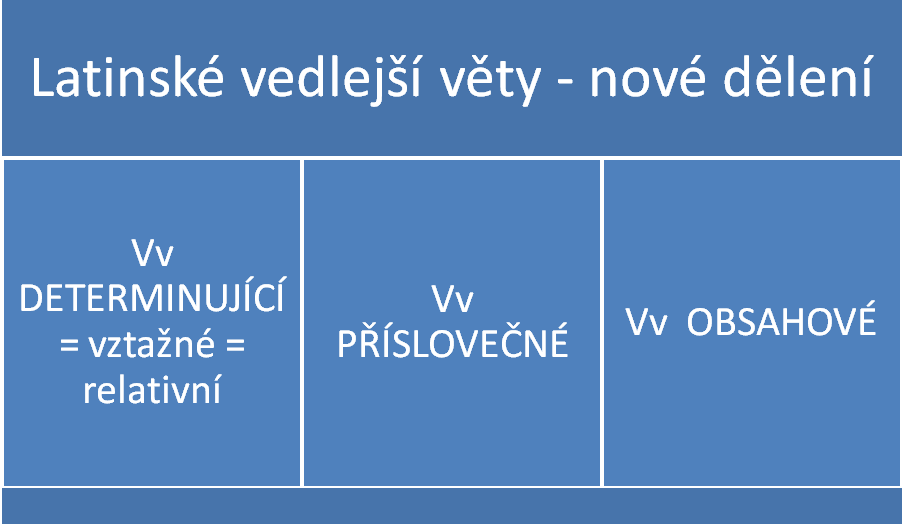 Latinské vedlejší věty - nové dělení
Vv
DETERMINUJÍCÍ
= vztažné =
relativní
Vv
PŘÍSLOVEČNÉ
Vv OBSAHOVÉ